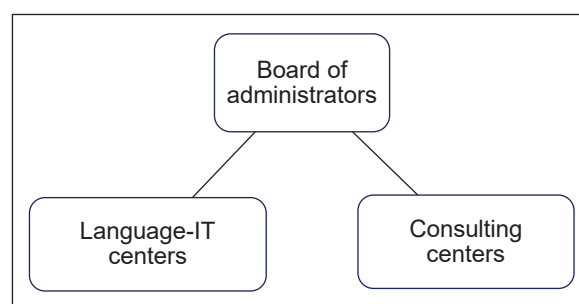 Board of
administrators
Language-IT
centers
Consulting
centers